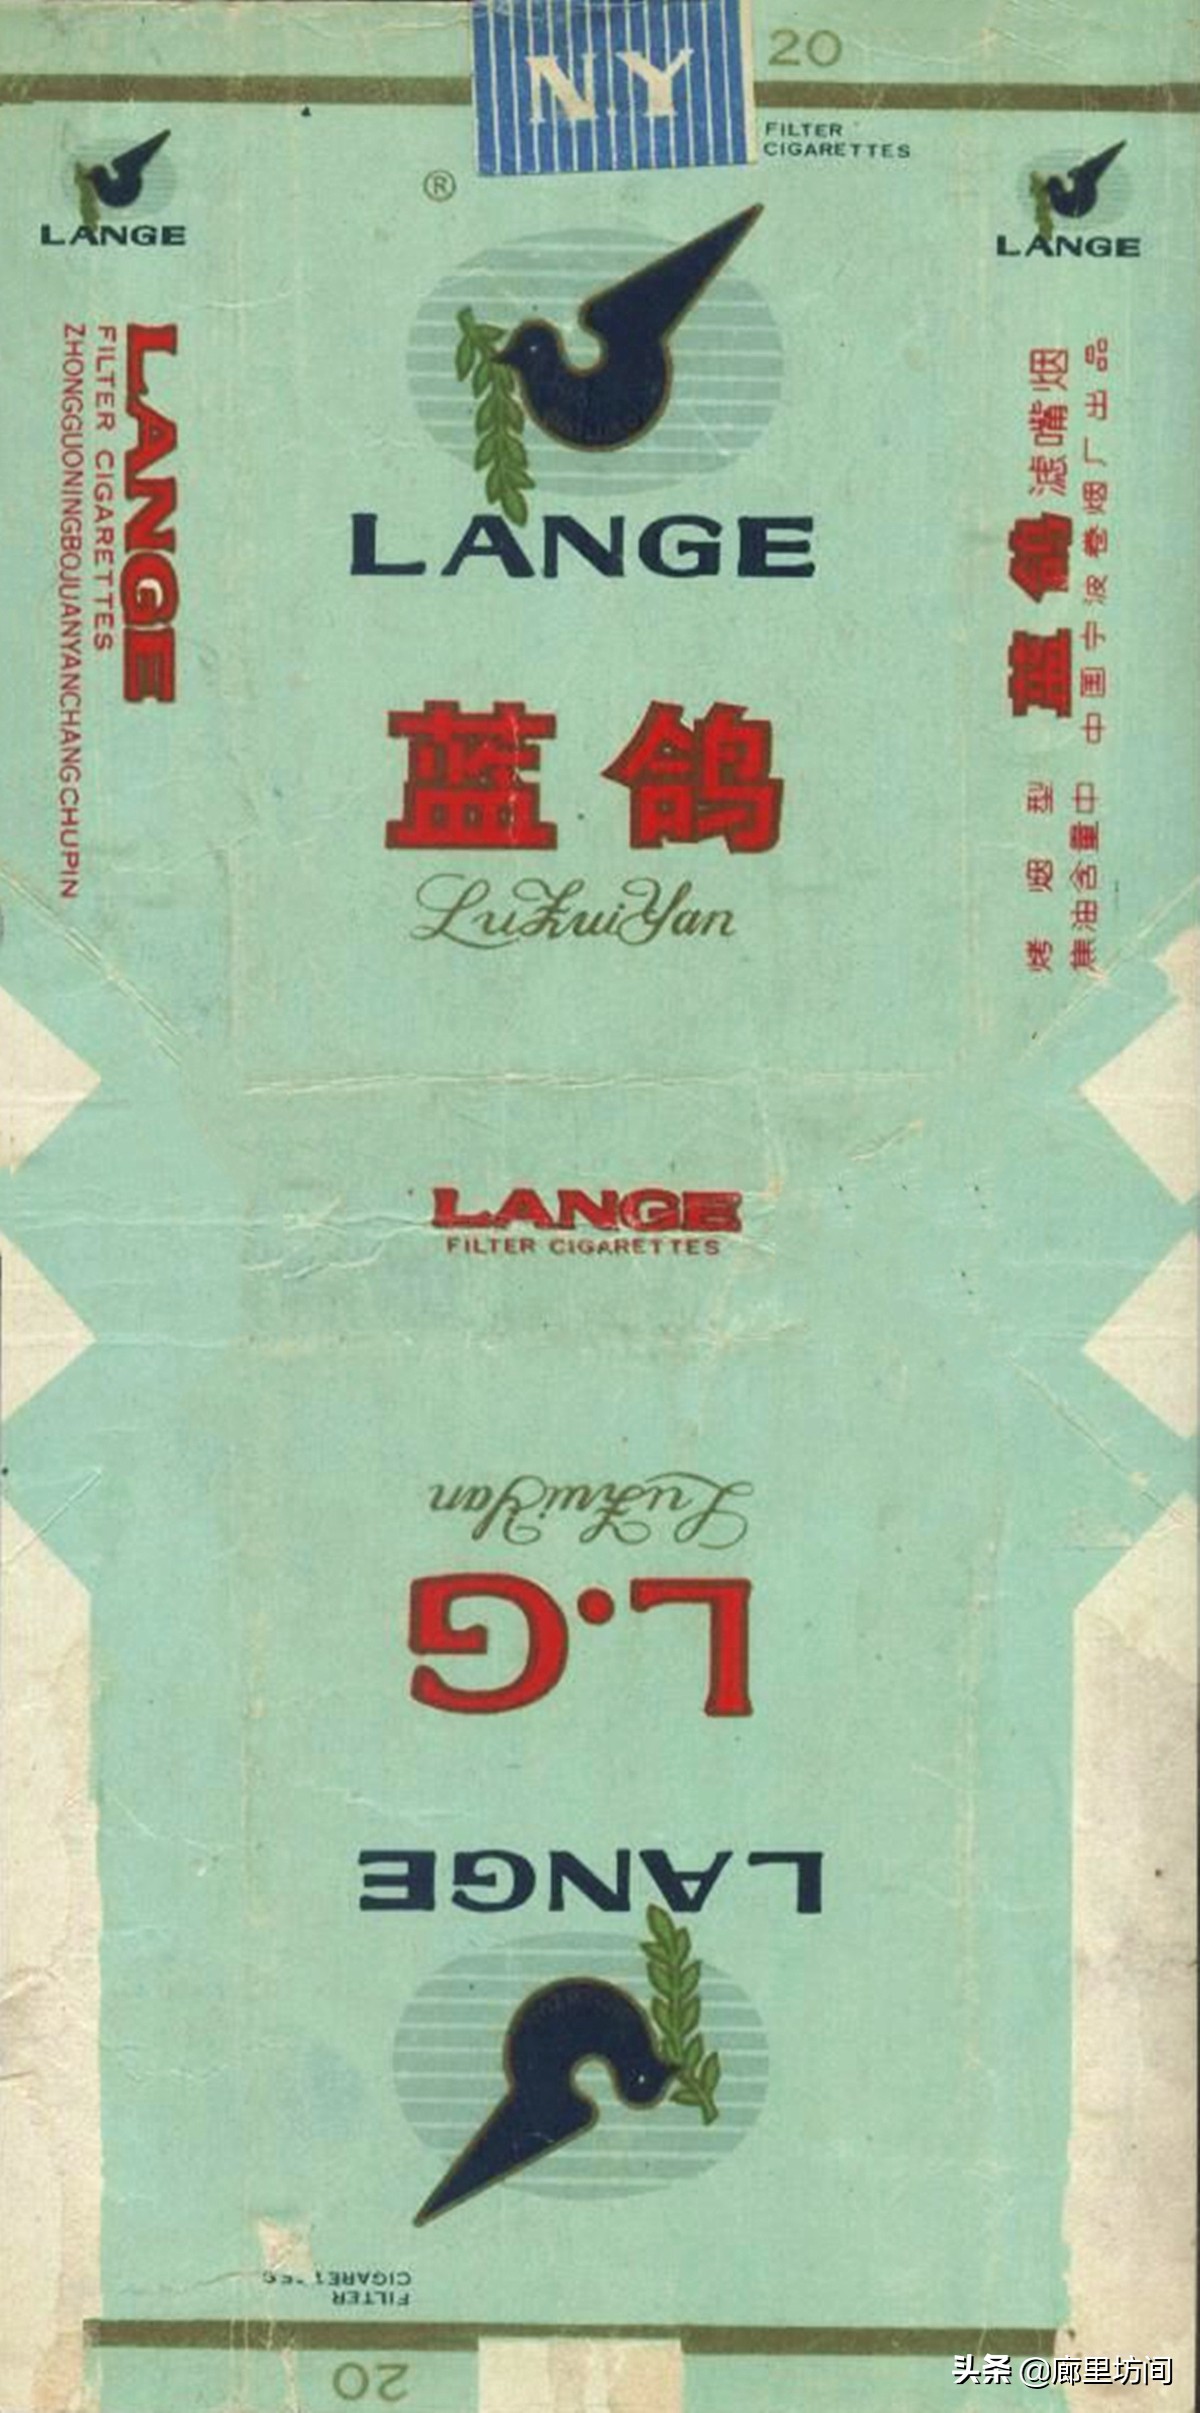 N.Y
20
FILTER
CIGARETTES
®
LANGE
LANGE
LANGE
LANGE
FILTER CIGARETTES
ZHONGGUONINGBOJUANYANCHANGCHUPIN
蓝鸽
LuZuiYan
蓝鸽滤嘴烟
中国宁波卷烟厂出品
烤烟型
焦油含量中
LANGE
FILTER CIGARETTES
LuZuiYan
L.G
LANGE
FILTER
CIGARETTES
20
头条 @廊里坊间